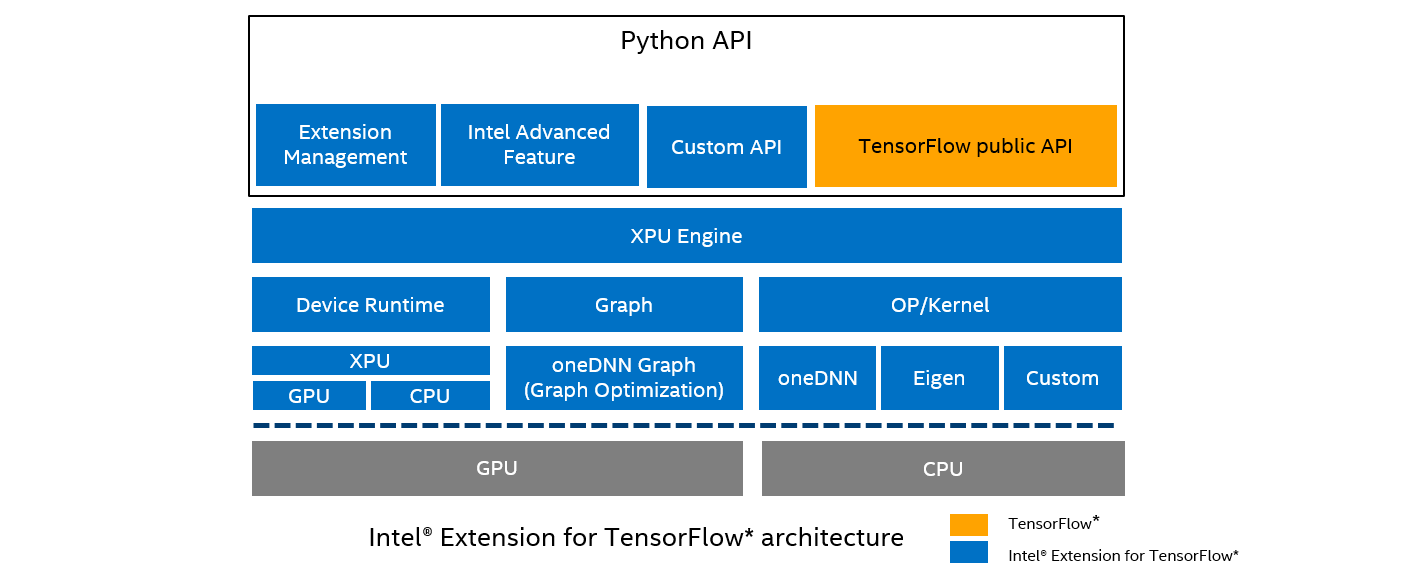 Python API
Extension
Management
Intel Advanced
Feature
Custom API
TensorFlow public API
XPU Engine
Device Runtime
Graph
OP/Kernel
XPU
GPU
CPU
oneDNN Graph
(Graph Optimization)
oneDNN
Eigen
Custom
GPU
CPU
Intel® Extension for TensorFlow* architecture
TensorFlow*
Intel® Extension for TensorFlow*